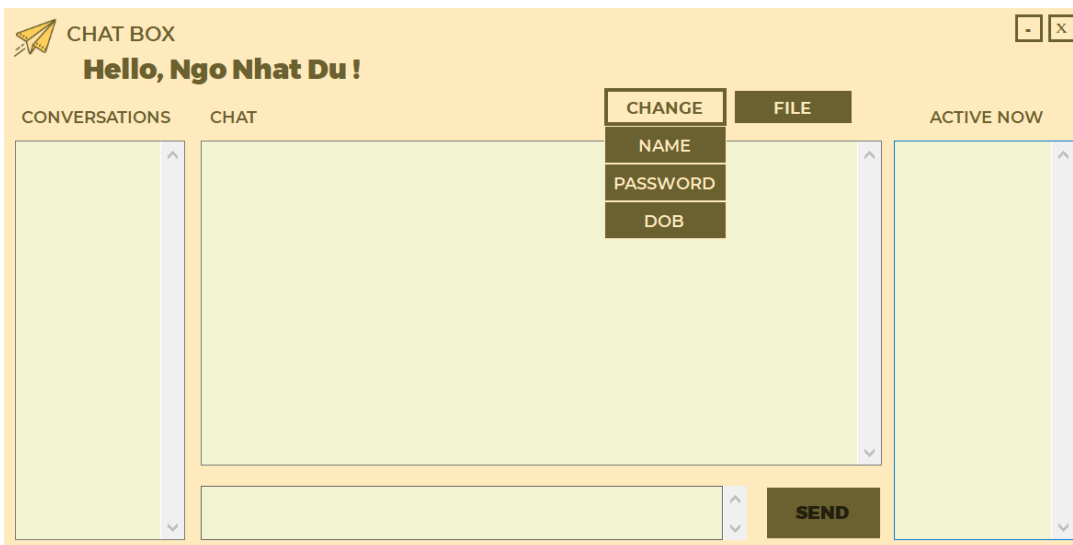 CHAT BOX
- X
Hello, Ngo Nhat Du !
CONVERSATIONS CHAT CHANGE FILE ACTIVE NOW
NAME
PASSWORD
DOB
SEND